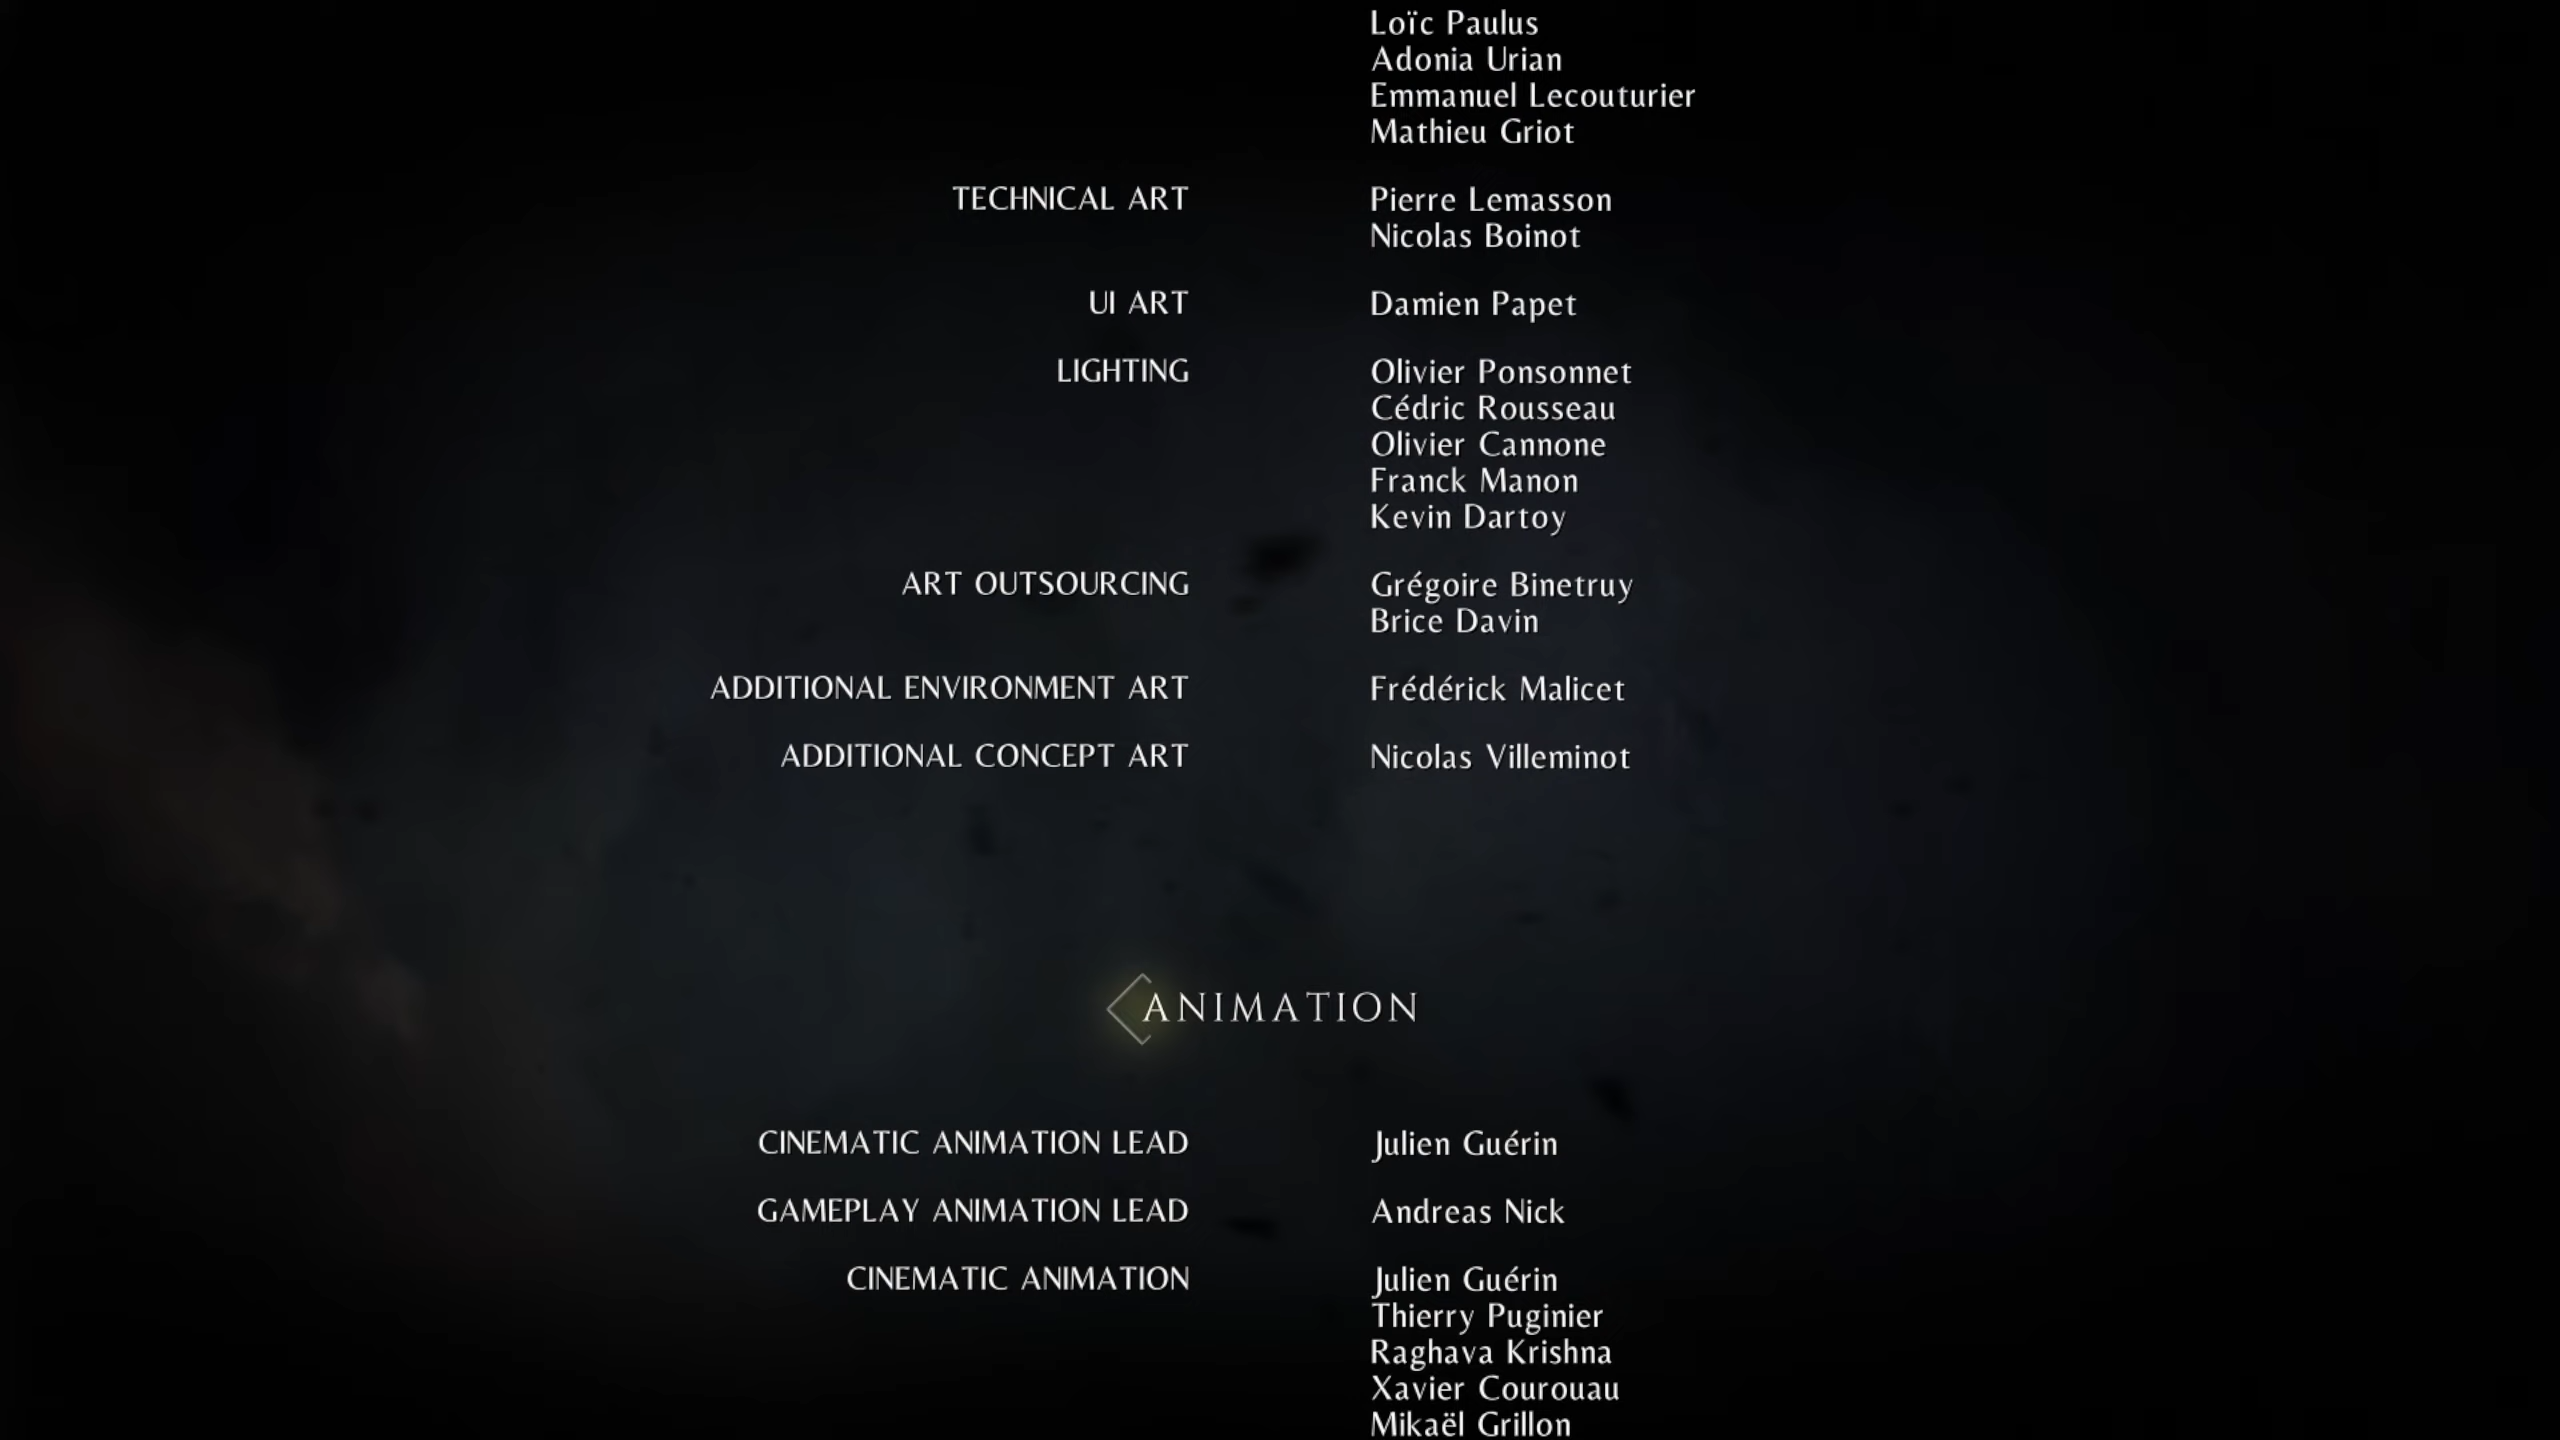 Loïc Paulus
Adonia Urian
Emmanuel Lecouturier
Mathieu Griot
TECHNICAL ART Pierre Lemasson
Nicolas Boinot
UI ART Damien Papet
LIGHTING Olivier Ponsonnet
Cédric Rousseau
Olivier Cannone
Franck Manon
Kevin Dartoy
ART OUTSOURCING Grégoire Binetruy
Brice Davin
ADDITIONAL ENVIRONMENT ART Frédérick Malicet
ADDITIONAL CONCEPT ART Nicolas Villeminot
ANIMATION
CINEMATIC ANIMATION LEAD Julien Guérin
GAMEPLAY ANIMATION LEAD Andreas Nick
CINEMATIC ANIMATION Julien Guérin
Thierry Puginier
Raghava Krishna
Xavier Courouau
Mikaël Grillon